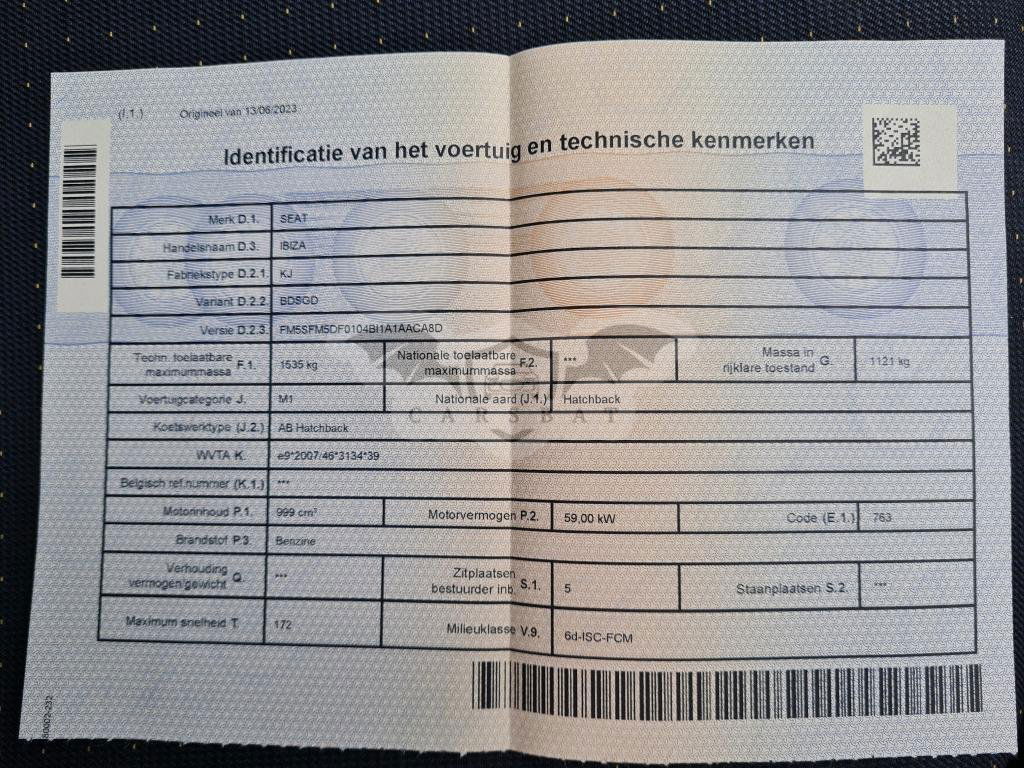 (I.1.) Origineel van 13/06/2023
Identificatie van het voertuig en technische kenmerken
Merk D.1. SEAT
Handelsnaam D.3. IBIZA
Fabriekstype D.2.1. KJ
Variant D.2.2. BDSGD
Versie D.2.3. FM5SFM5DF0104BI1A1AACA8D
Techn. toelaatbare maximummassa F.1. 1535 kg Nationale toelaatbare maximummassa F.2. *** Massa in rijklare toestand G. 1121 kg
Voertuigcategorie J. M1 Nationale aard (J.1.) Hatchback
CARSBAT
Koetswerktype (J.2.) AB Hatchback
WVTA K. e9*2007/46*3134*39
Belgisch ref.nummer (K.1.) ***
Motorinhoud P.1. 999 cm³ Motorvermogen P.2. 59,00 kW Code (E.1.) 763
Brandstof P.3. Benzine
Verhouding vermogen/gewicht Q. *** Zitplaatsen bestuurder inb. S.1. 5 Staanplaatsen S.2. ***
Maximum snelheid T. 172 Milieuklasse V.9. 6d-ISC-FCM